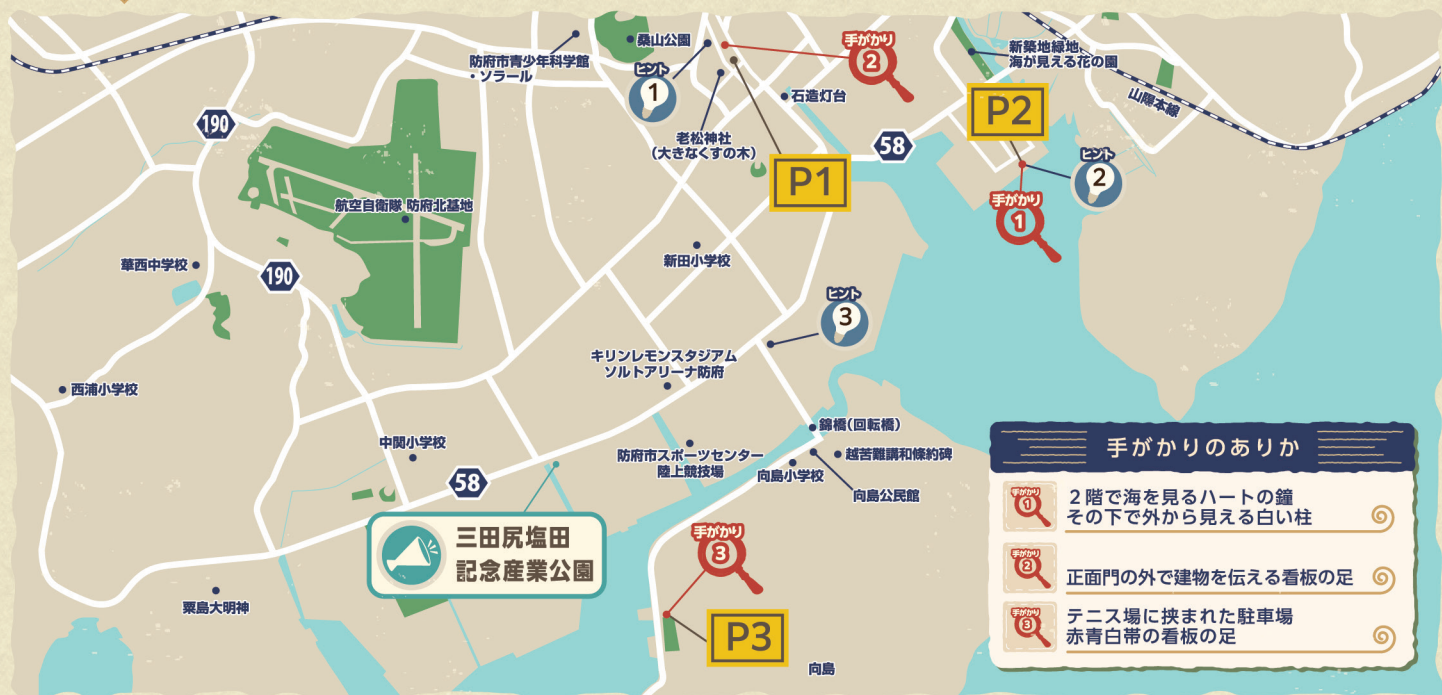 桑山公園
防府市青少年科学館
・ソラール
ヒント
1
手がかり
2
新築地緑地
海が見える花の園
山陽本線
石造灯台
老松神社
(大きなくすの木)
P1
P2
58
ヒント
2
手がかり
1
190
航空自衛隊 防府北基地
華西中学校
190
新田小学校
ヒント
3
キリンレモンスタジアム
ソルトアリーナ防府
西浦小学校
中関小学校
58
防府市スポーツセンター
陸上競技場
錦橋(回転橋)
越苦難講和條約碑
向島小学校
向島公民館
三田尻塩田
記念産業公園
手がかり
3
P3
粟島大明神
向島
手がかりのありか
手がかり
1
2階で海を見るハートの鐘
その下で外から見える白い柱
手がかり
2
正面門の外で建物を伝える看板の足
手がかり
3
テニス場に挟まれた駐車場
赤青白帯の看板の足